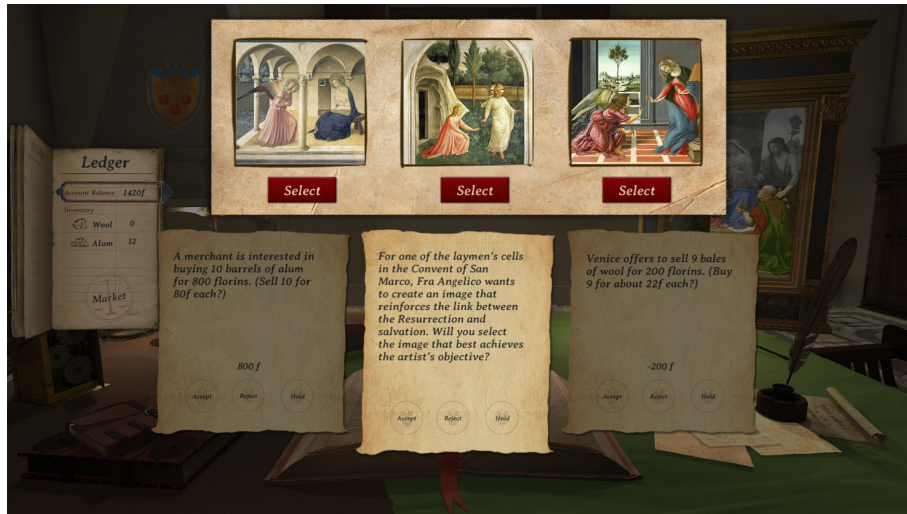 Select
Select
Select
Ledger
Account Balance 1420f
Inventory
Wool 0
Alum 12
Market
A merchant is interested in
buying 10 barrels of alum
for 800 florins. (Sell 10 for
80f each?)
800 f
Accept Reject Hold
For one of the laymen's cells
in the Convent of San
Marco, Fra Angelico wants
to create an image that
reinforces the link between
the Resurrection and
salvation. Will you select
the image that best achieves
the artist's objective?
Accept Reject Hold
Venice offers to sell 9 bales
of wool for 200 florins. (Buy
9 for about 22f each?)
-200 f
Accept Reject Hold